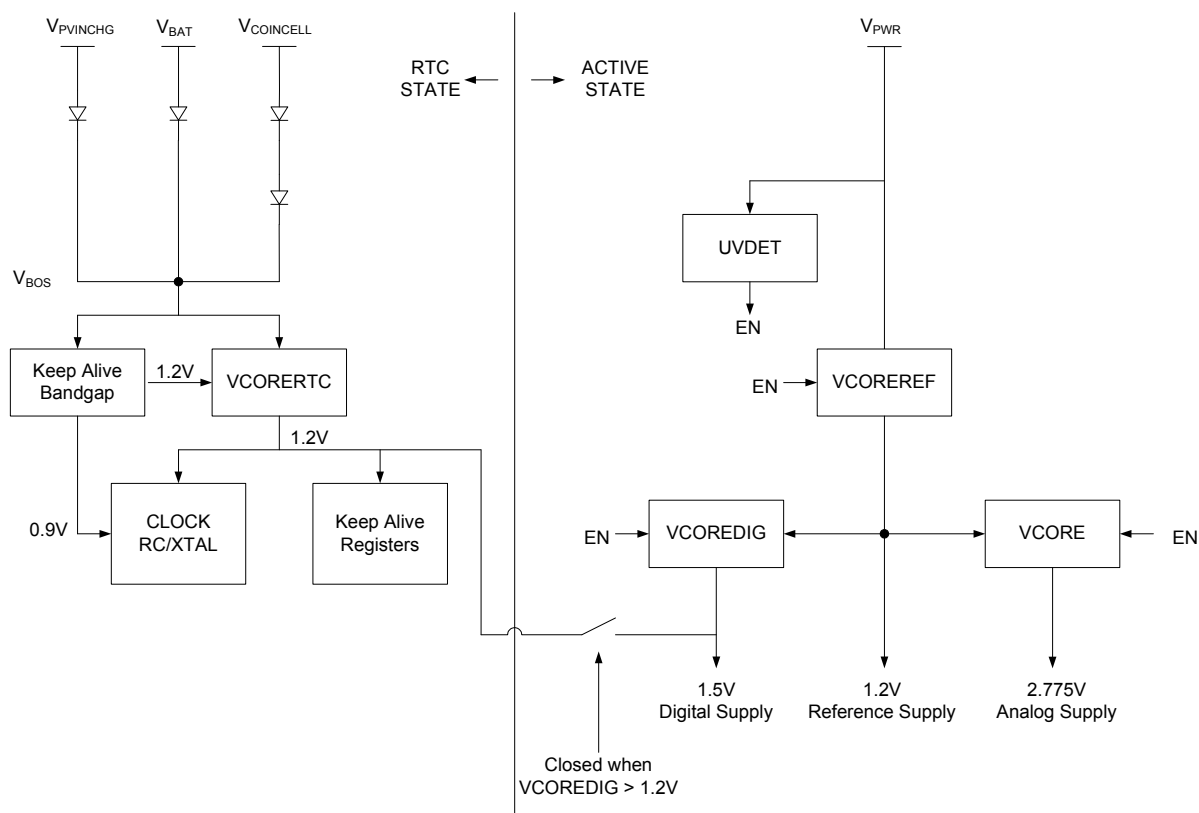 VPVINCHG
VBAT
VCOINCELL
VPWR
RTC
STATE
ACTIVE
STATE
UVDET
VBOS
EN
Keep Alive
Bandgap
1.2V
VCORERTC
EN
VCOREREF
1.2V
0.9V
CLOCK
RC/XTAL
Keep Alive
Registers
EN
VCOREDIG
VCORE
EN
1.5V
Digital Supply
1.2V
Reference Supply
2.775V
Analog Supply
Closed when
VCOREDIG > 1.2V